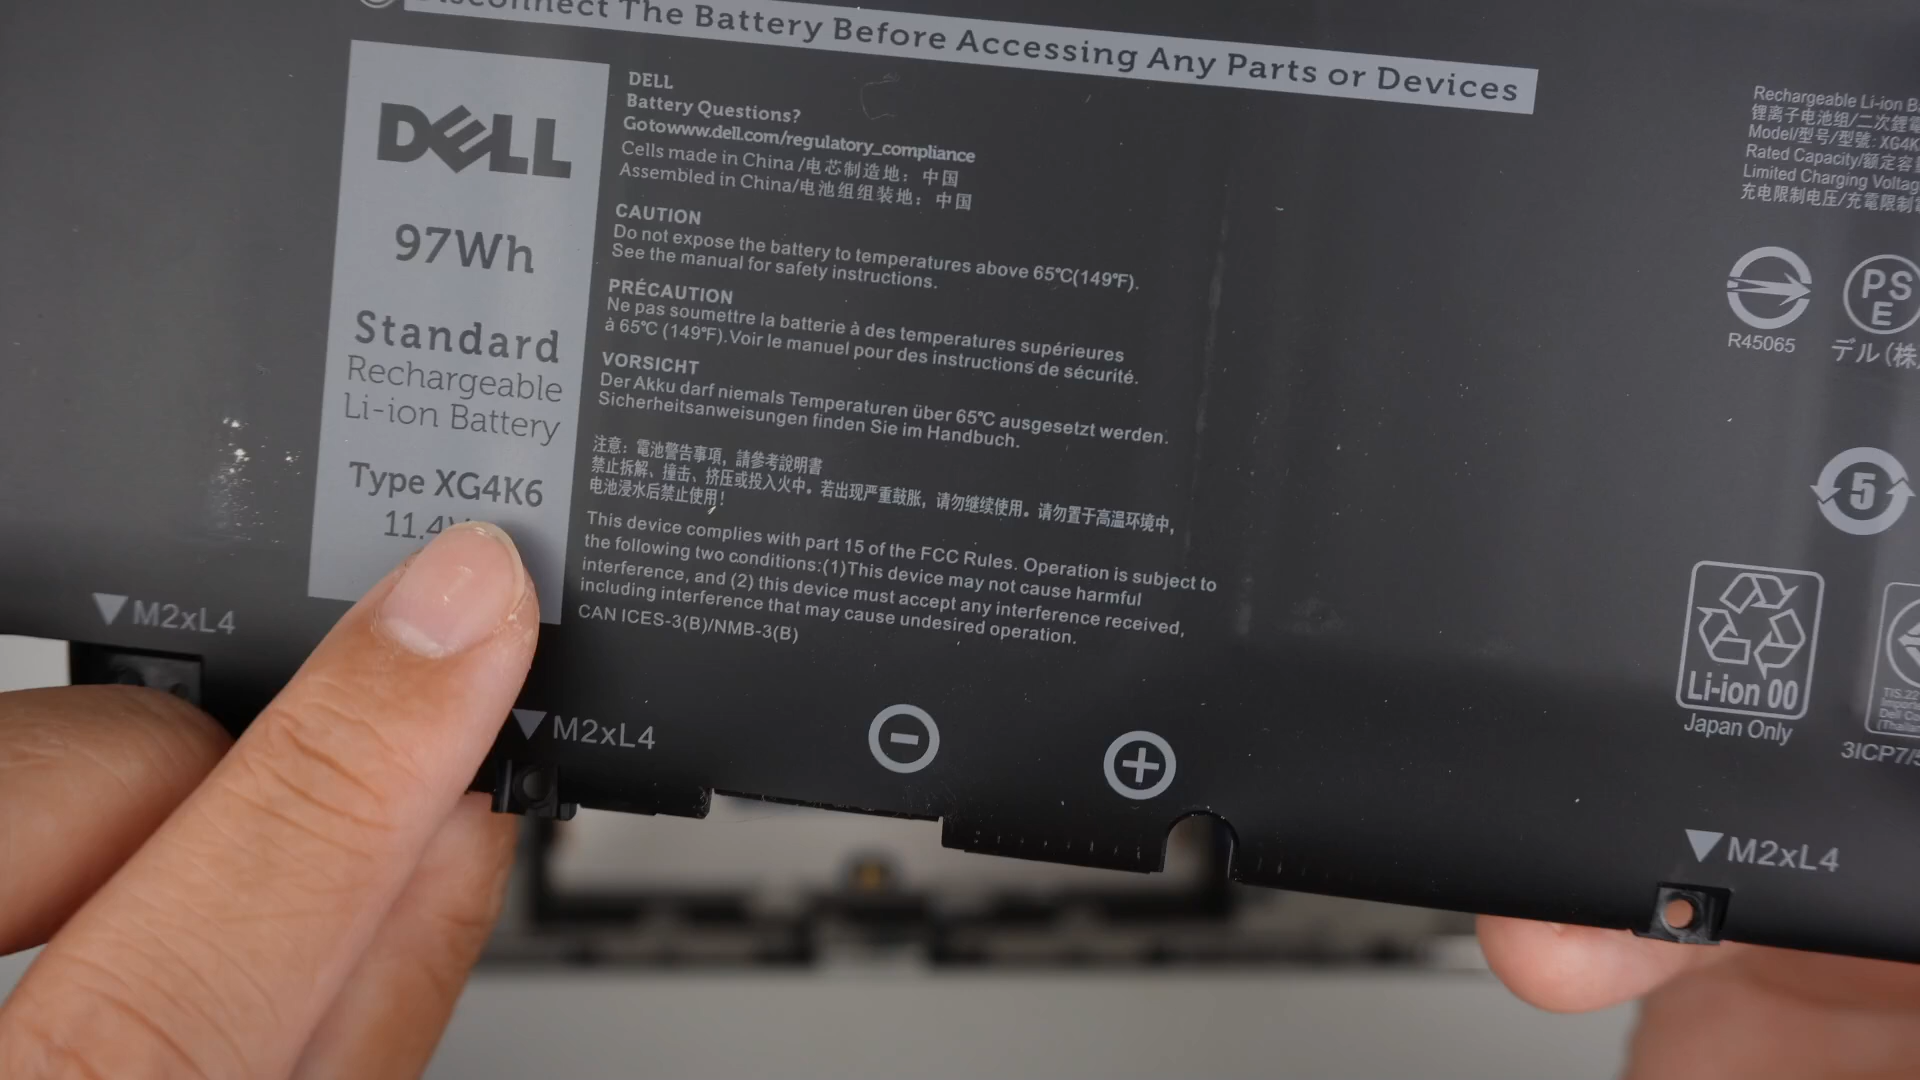 The Battery Before Accessing Any Parts or Devices
DELL
97Wh
Standard
Rechargeable
Li-ion Battery
Type XG4K6
11.4V
DELL
Battery Questions?
Gotowww.dell.com/regulatory_compliance
Cells made in China /电芯制造地：中国
Assembled in China/电池组组装地：中国
CAUTION
Do not expose the battery to temperatures above 65℃(149℉).
See the manual for safety instructions.
PRÉCAUTION
Ne pas soumettre la batterie à des temperatures supérieures
à 65℃ (149℉).Voir le manuel pour des instructions de sécurité.
VORSICHT
Der Akku darf niemals Temperaturen über 65℃ ausgesetzt werden.
Sicherheitsanweisungen finden Sie im Handbuch.
注意：電池警告事項，請參考說明書
禁止拆解、撞击、挤压或投入火中。若出现严重鼓胀，请勿继续使用。请勿置于高温环境中，
电池浸水后禁止使用！
This device complies with part 15 of the FCC Rules. Operation is subject to
the following two conditions:(1)This device may not cause harmful
interference, and (2) this device must accept any interference received,
including interference that may cause undesired operation.
CAN ICES-3(B)/NMB-3(B)
M2xL4
M2xL4
M2xL4
Rechargeable Li-ion
锂离子电池组/二次鋰
Model/型号/型號: XG4K
Rated Capacity/额定容
Limited Charging Voltag
充电限制电压/充電限制
R45065
PS
E
デル(株
5
Li-ion 00
Japan Only
TIS.22
3ICP7/5